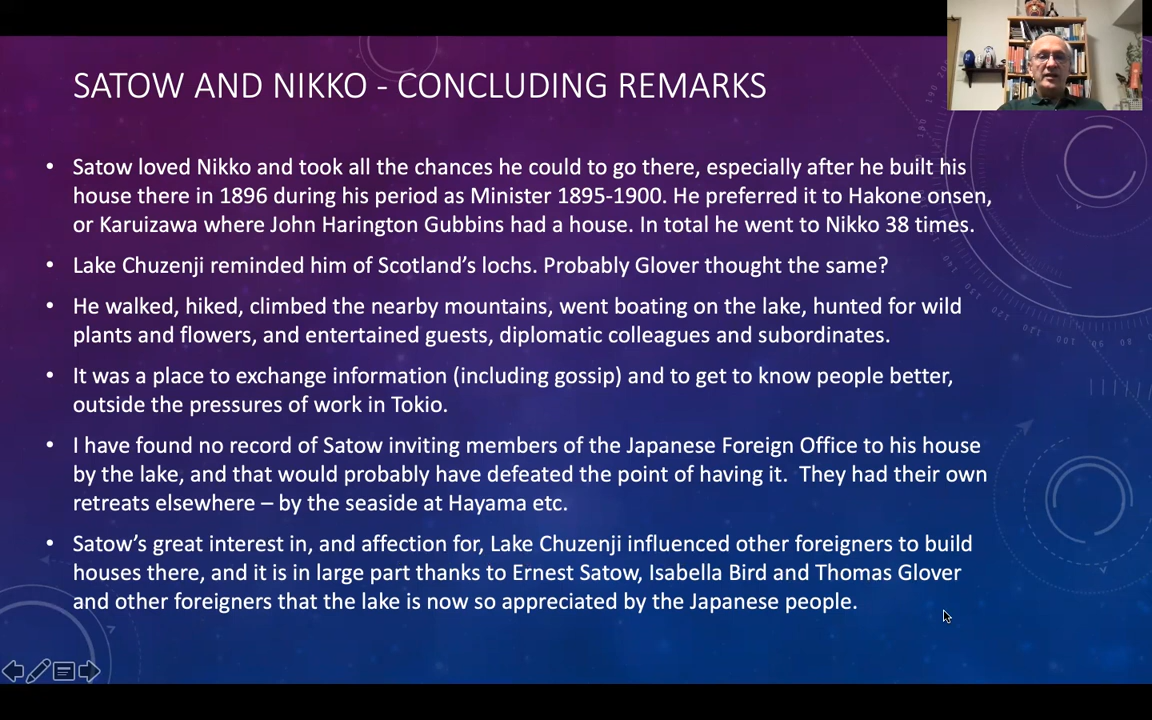 SATOW AND NIKKO - CONCLUDING REMARKS
• Satow loved Nikko and took all the chances he could to go there, especially after he built his
house there in 1896 during his period as Minister 1895-1900. He preferred it to Hakone onsen,
or Karuizawa where John Harington Gubbins had a house. In total he went to Nikko 38 times.
• Lake Chuzenji reminded him of Scotland’s lochs. Probably Glover thought the same?
• He walked, hiked, climbed the nearby mountains, went boating on the lake, hunted for wild
plants and flowers, and entertained guests, diplomatic colleagues and subordinates.
• It was a place to exchange information (including gossip) and to get to know people better,
outside the pressures of work in Tokio.
• I have found no record of Satow inviting members of the Japanese Foreign Office to his house
by the lake, and that would probably have defeated the point of having it.  They had their own
retreats elsewhere – by the seaside at Hayama etc.
• Satow’s great interest in, and affection for, Lake Chuzenji influenced other foreigners to build
houses there, and it is in large part thanks to Ernest Satow, Isabella Bird and Thomas Glover
and other foreigners that the lake is now so appreciated by the Japanese people.